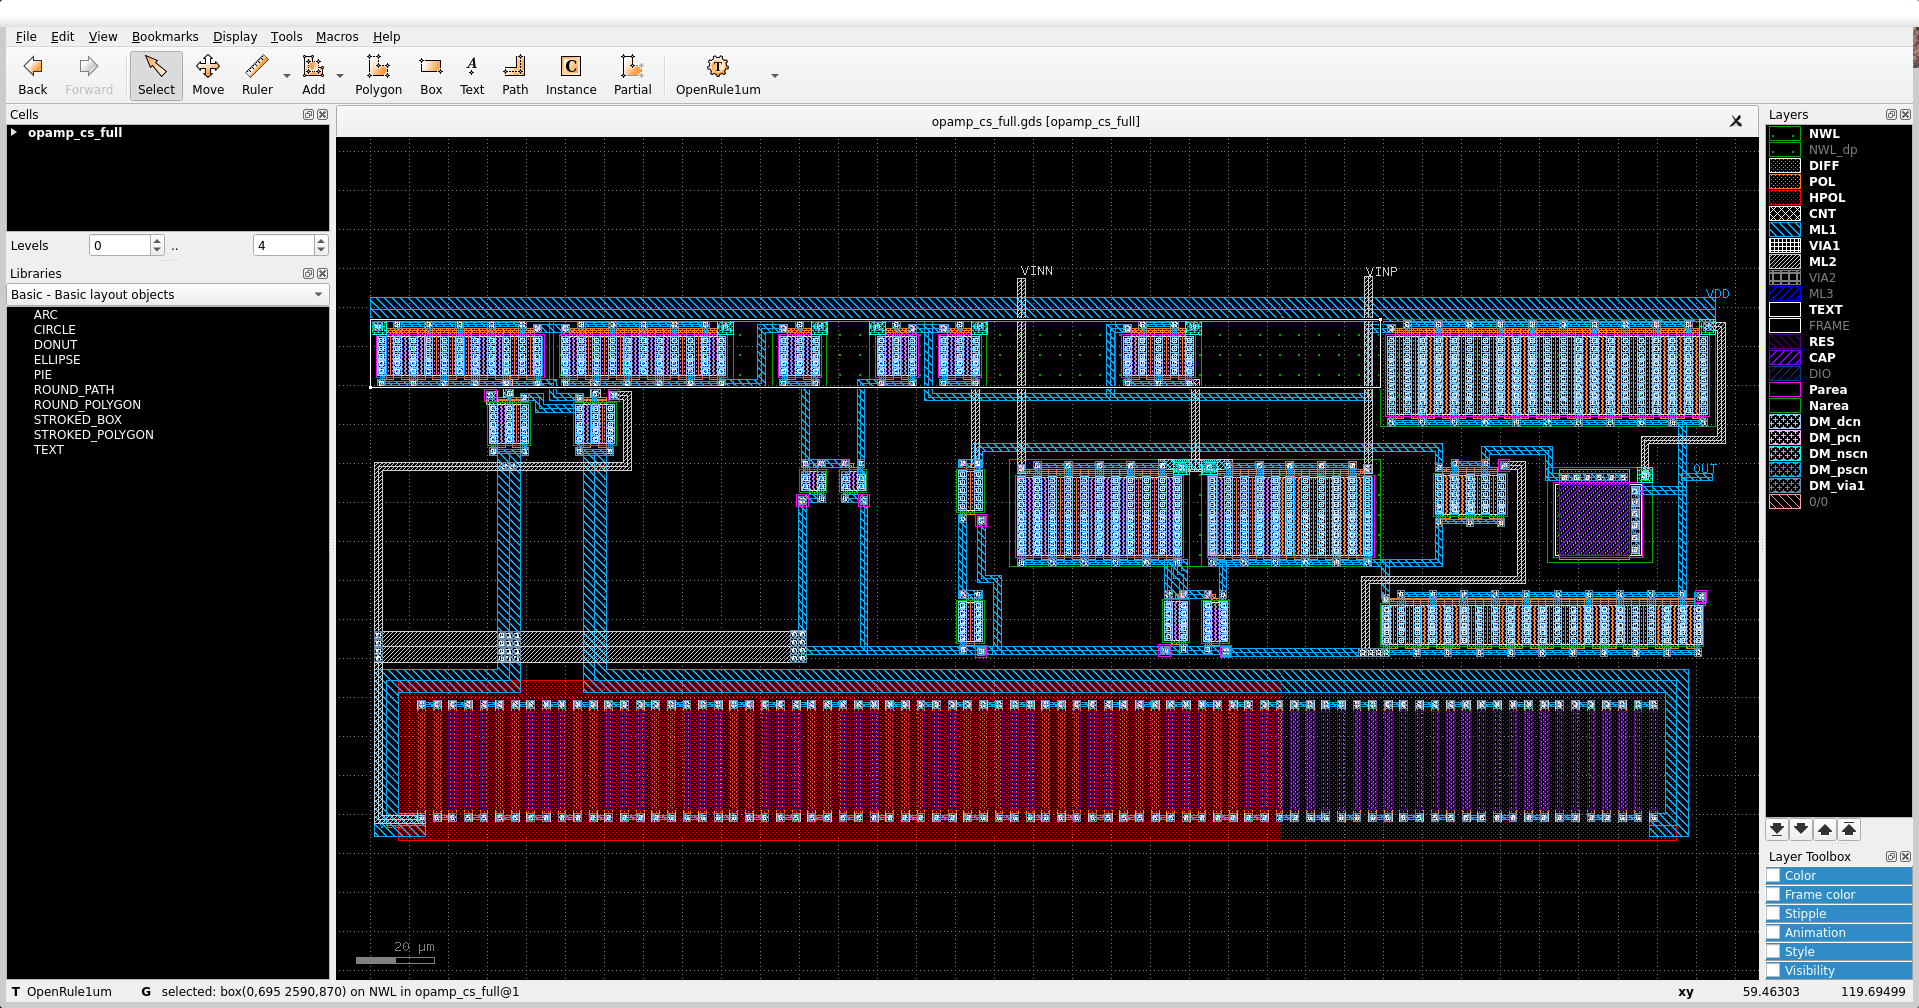 File Edit View Bookmarks Display Tools Macros Help
Back Forward Select Move Ruler Add Polygon Box Text Path Instance Partial OpenRule1um
Cells
opamp_cs_full
Levels 0 .. 4
Libraries
Basic - Basic layout objects
ARC
CIRCLE
DONUT
ELLIPSE
PIE
ROUND_PATH
ROUND_POLYGON
STROKED_BOX
STROKED_POLYGON
TEXT
opamp_cs_full.gds [opamp_cs_full]
VINN
VINP
VDD
OUT
20 µm
Layers
NWL
NWL_dp
DIFF
POL
HPOL
CNT
ML1
VIA1
ML2
VIA2
ML3
TEXT
FRAME
RES
CAP
DIO
Parea
Narea
DM_dcn
DM_pcn
DM_nscn
DM_pscn
DM_via1
0/0
Layer Toolbox
Color
Frame color
Stipple
Animation
Style
Visibility
T OpenRule1um G selected: box(0,695 2590,870) on NWL in opamp_cs_full@1 xy 59.46303 119.69499